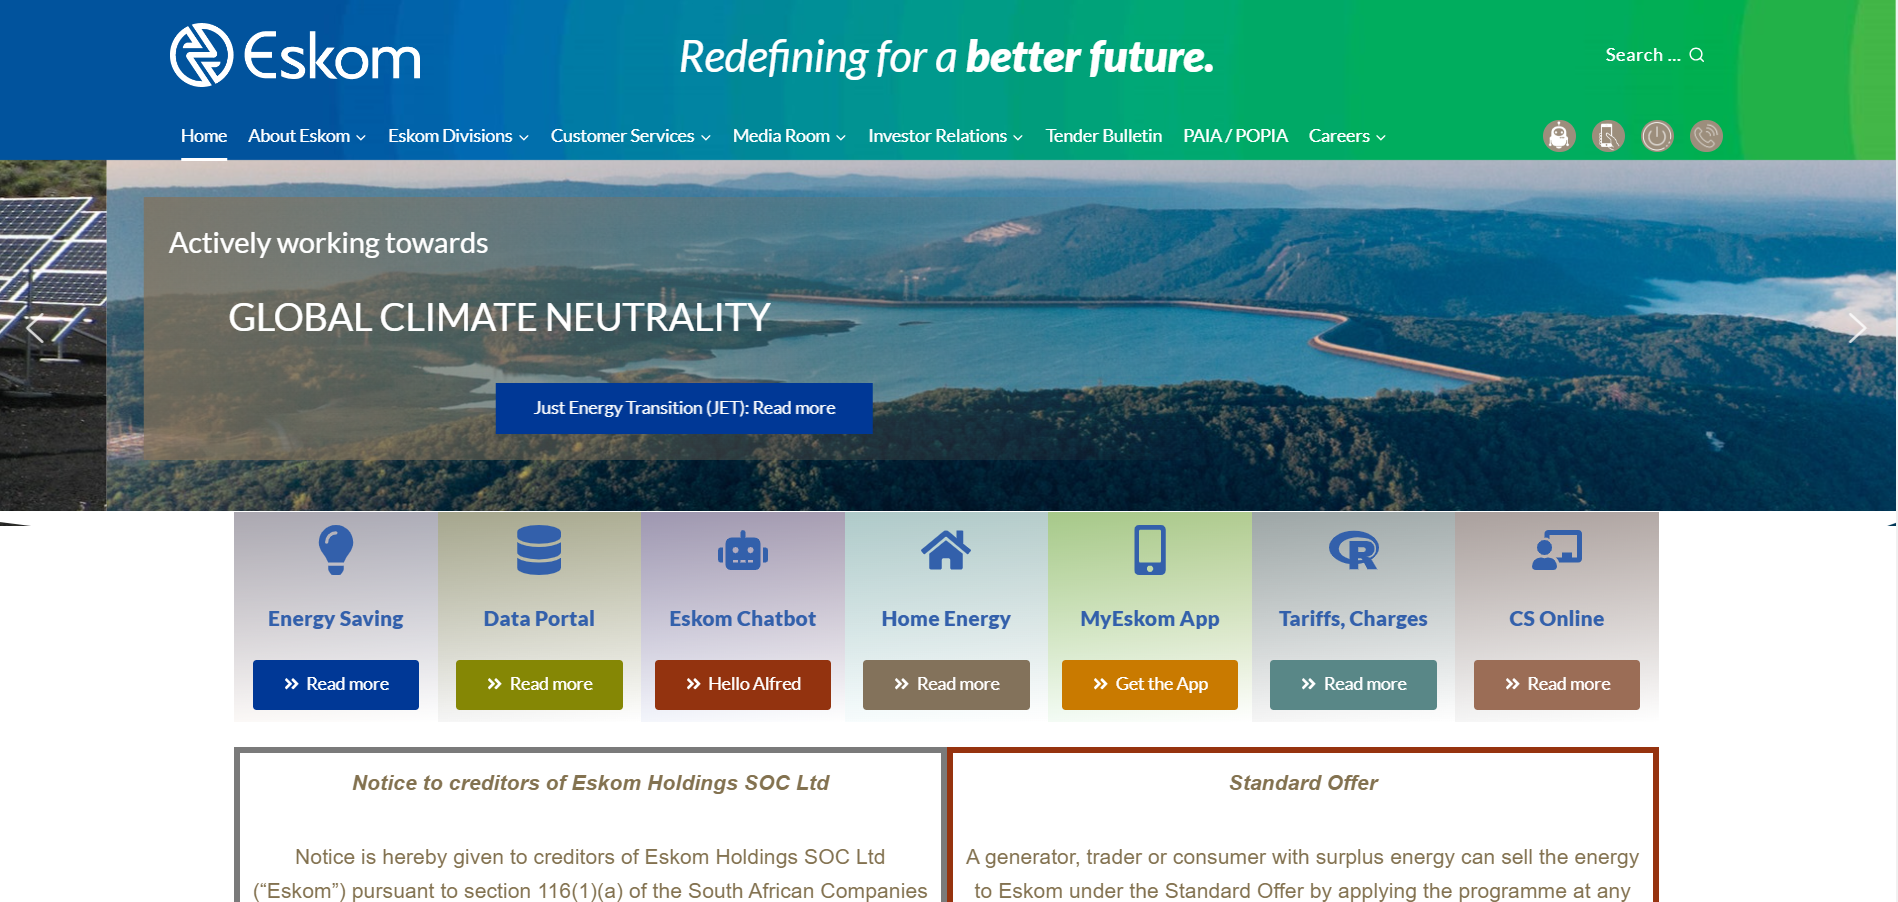 Eskom
Redefining for a better future.
Search ...
Home About Eskom Eskom Divisions Customer Services Media Room Investor Relations Tender Bulletin PAIA / POPIA Careers
Actively working towards
GLOBAL CLIMATE NEUTRALITY
Just Energy Transition (JET): Read more
Energy Saving
Read more
Data Portal
Read more
Eskom Chatbot
Hello Alfred
Home Energy
Read more
MyEskom App
Get the App
Tariffs, Charges
Read more
CS Online
Read more
Notice to creditors of Eskom Holdings SOC Ltd
Notice is hereby given to creditors of Eskom Holdings SOC Ltd
(“Eskom”) pursuant to section 116(1)(a) of the South African Companies
Standard Offer
A generator, trader or consumer with surplus energy can sell the energy
to Eskom under the Standard Offer by applying the programme at any